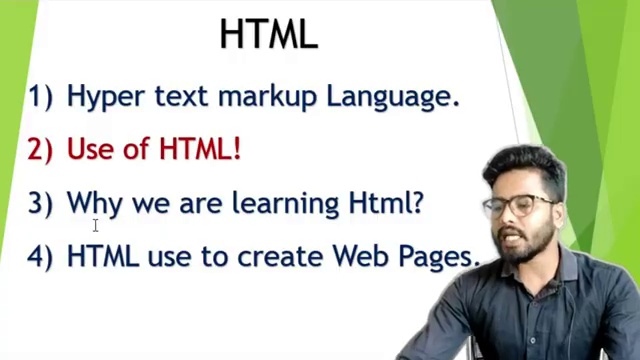 HTML
1) Hyper text markup Language.
2) Use of HTML!
3) Why we are learning Html?
4) HTML use to create Web Pages.